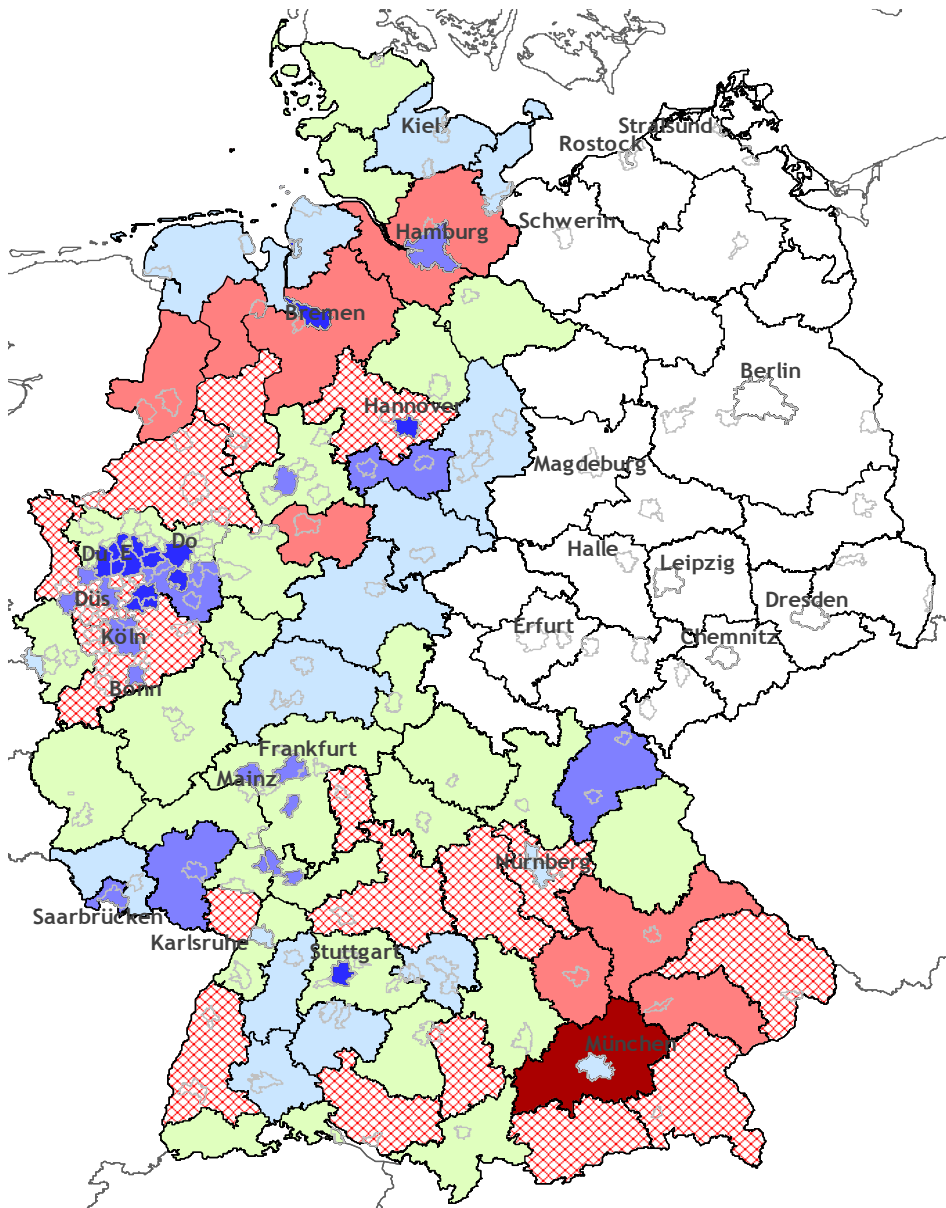 Kiel
Stralsund
Rostock
Schwerin
Hamburg
Bremen
Berlin
Hannover
Magdeburg
Do
Du E
Halle
Leipzig
Düs
Dresden
Erfurt
Köln
Chemnitz
Bonn
Frankfurt
Mainz
Nürnberg
Saarbrücken
Karlsruhe
Stuttgart
München